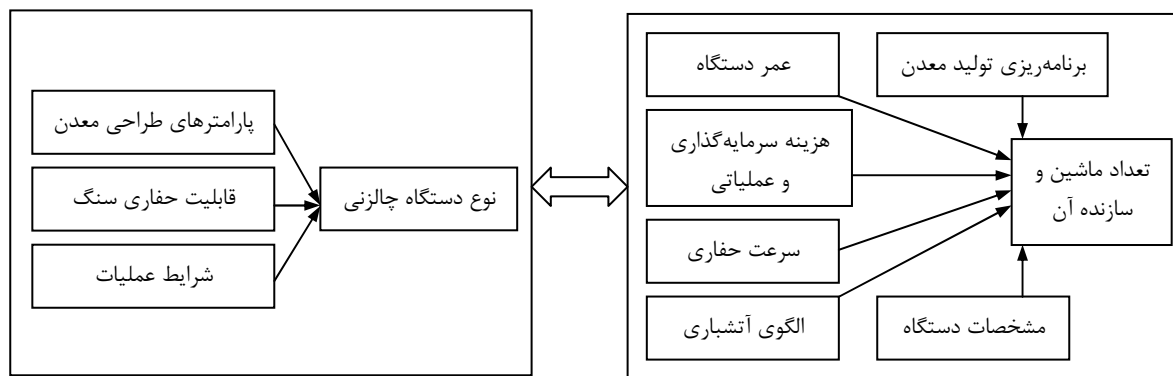 برنامه‌ریزی تولید معدن
عمر دستگاه
هزینه سرمایه‌گذاری
و عملیاتی
تعداد ماشین و
سازنده آن
سرعت حفاری
الگوی آتشباری
مشخصات دستگاه
پارامترهای طراحی معدن
قابلیت حفاری سنگ
شرایط عملیات
نوع دستگاه چالزنی